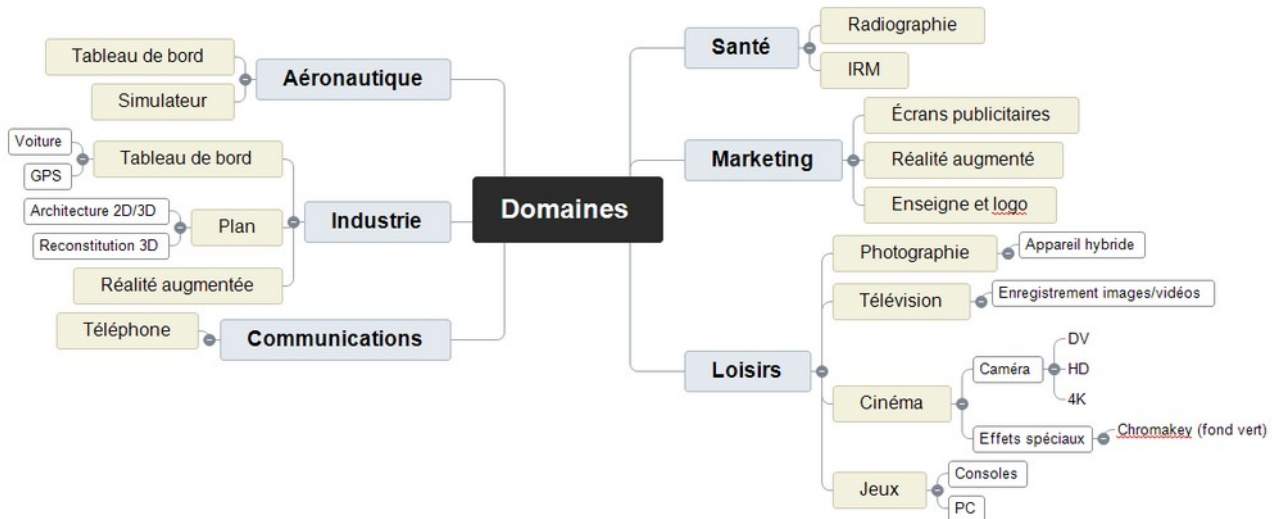 Domaines
Aéronautique
Tableau de bord
Simulateur
Industrie
Tableau de bord
Voiture
GPS
Plan
Architecture 2D/3D
Reconstitution 3D
Réalité augmentée
Communications
Téléphone
Santé
Radiographie
IRM
Marketing
Écrans publicitaires
Réalité augmenté
Enseigne et logo
Loisirs
Photographie
Appareil hybride
Télévision
Enregistrement images/vidéos
Cinéma
Caméra
DV
HD
4K
Effets spéciaux
Chromakey (fond vert)
Jeux
Consoles
PC